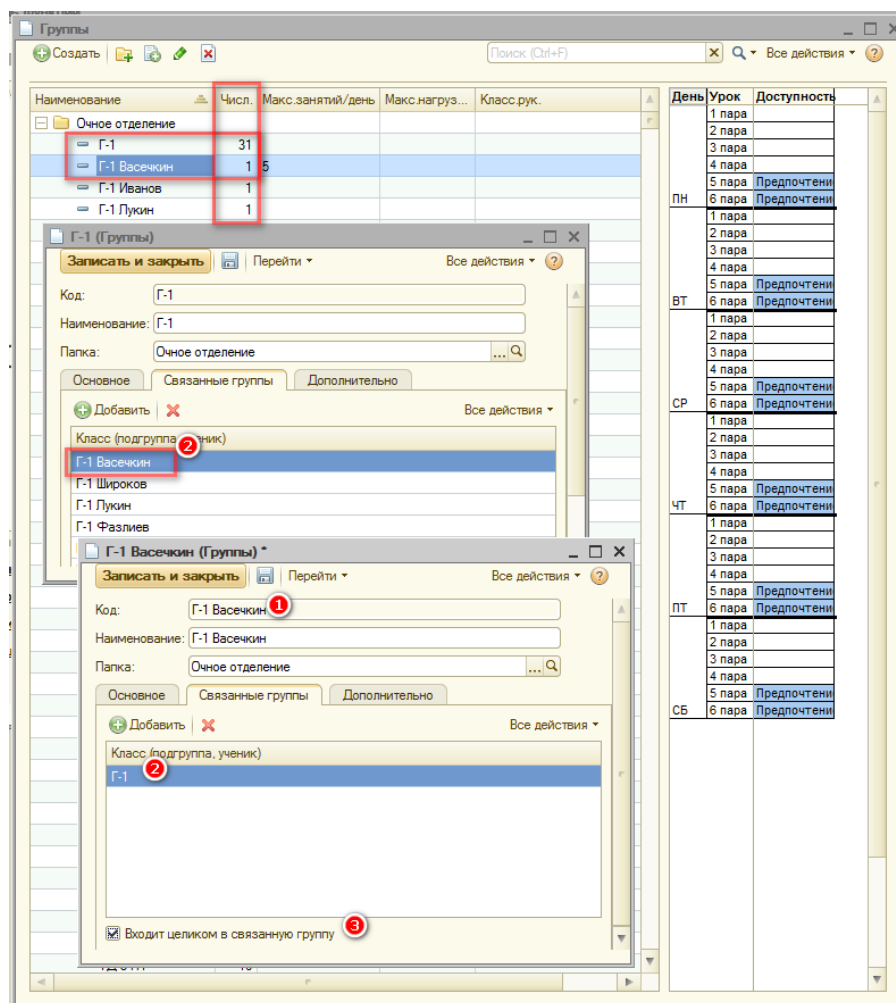 Группы
Создать
Поиск (Ctrl+F)
Все действия
Наименование Числ. Макс.занятий/день Макс.нагруз... Класс.рук.
Очное отделение
Г-1 31
Г-1 Васечкин 1 5
Г-1 Иванов 1
Г-1 Лукин 1
Г-1 (Группы)
Записать и закрыть Перейти Все действия
Код: Г-1
Наименование: Г-1
Папка: Очное отделение
Основное Связанные группы Дополнительно
Добавить Все действия
Класс (подгруппа, ученик)
2
Г-1 Васечкин
Г-1 Широков
Г-1 Лукин
Г-1 Фазлиев
Г-1 Васечкин (Группы) *
Записать и закрыть Перейти Все действия
Код: Г-1 Васечкин 1
Наименование: Г-1 Васечкин
Папка: Очное отделение
Основное Связанные группы Дополнительно
Добавить Все действия
Класс (подгруппа, ученик)
Г-1 2
Входит целиком в связанную группу 3
День Урок Доступность
1 пара
2 пара
3 пара
4 пара
5 пара Предпочтени
ПН 6 пара Предпочтени
1 пара
2 пара
3 пара
4 пара
5 пара Предпочтени
ВТ 6 пара Предпочтени
1 пара
2 пара
3 пара
4 пара
5 пара Предпочтени
СР 6 пара Предпочтени
1 пара
2 пара
3 пара
4 пара
5 пара Предпочтени
ЧТ 6 пара Предпочтени
1 пара
2 пара
3 пара
4 пара
5 пара Предпочтени
ПТ 6 пара Предпочтени
1 пара
2 пара
3 пара
4 пара
5 пара Предпочтени
СБ 6 пара Предпочтени